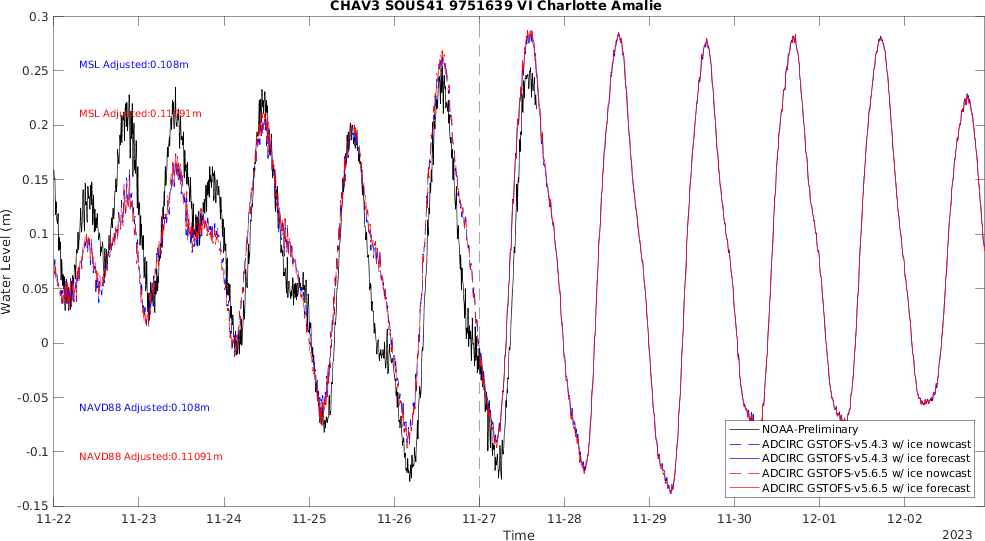 CHAV3 SOUS41 9751639 VI Charlotte Amalie
0.3
0.25
0.2
0.15
0.1
0.05
0
-0.05
-0.1
-0.15
Water Level (m)
MSL Adjusted:0.108m
MSL Adjusted:0.11091m
NAVD88 Adjusted:0.108m
NAVD88 Adjusted:0.11091m
NOAA-Preliminary
ADCIRC GSTOFS-v5.4.3 w/ ice nowcast
ADCIRC GSTOFS-v5.4.3 w/ ice forecast
ADCIRC GSTOFS-v5.6.5 w/ ice nowcast
ADCIRC GSTOFS-v5.6.5 w/ ice forecast
11-22 11-23 11-24 11-25 11-26 11-27 11-28 11-29 11-30 12-01 12-02
Time
2023